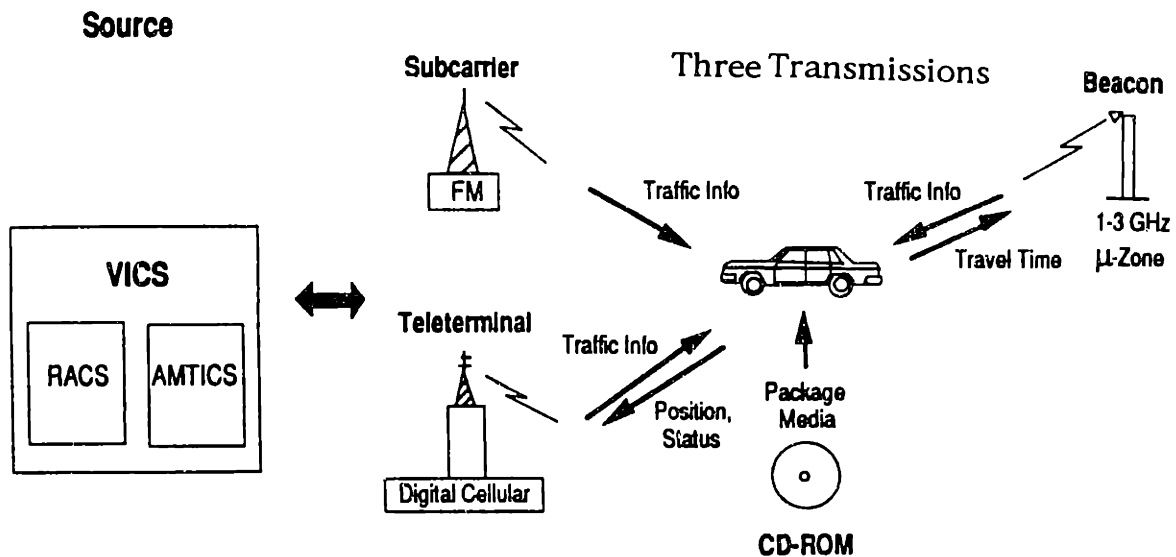 Source
Three Transmissions
Subcarrier
FM
Traffic Info
Beacon
Traffic Info
Travel Time
1-3 GHz
μ-Zone
VICS
RACS
AMTICS
Teleterminal
Digital Cellular
Traffic Info
Position,
Status
Package
Media
CD-ROM